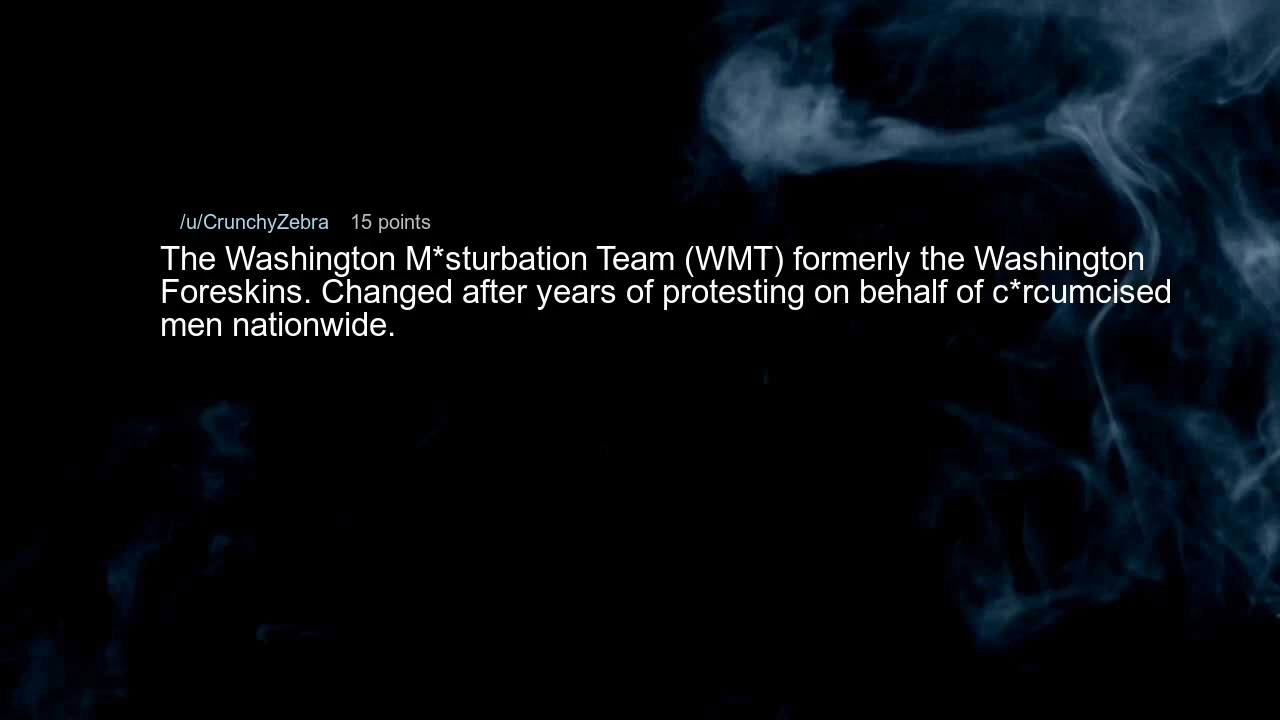 /u/CrunchyZebra 15 points
The Washington M*sturbation Team (WMT) formerly the Washington
Foreskins. Changed after years of protesting on behalf of c*rcumcised
men nationwide.